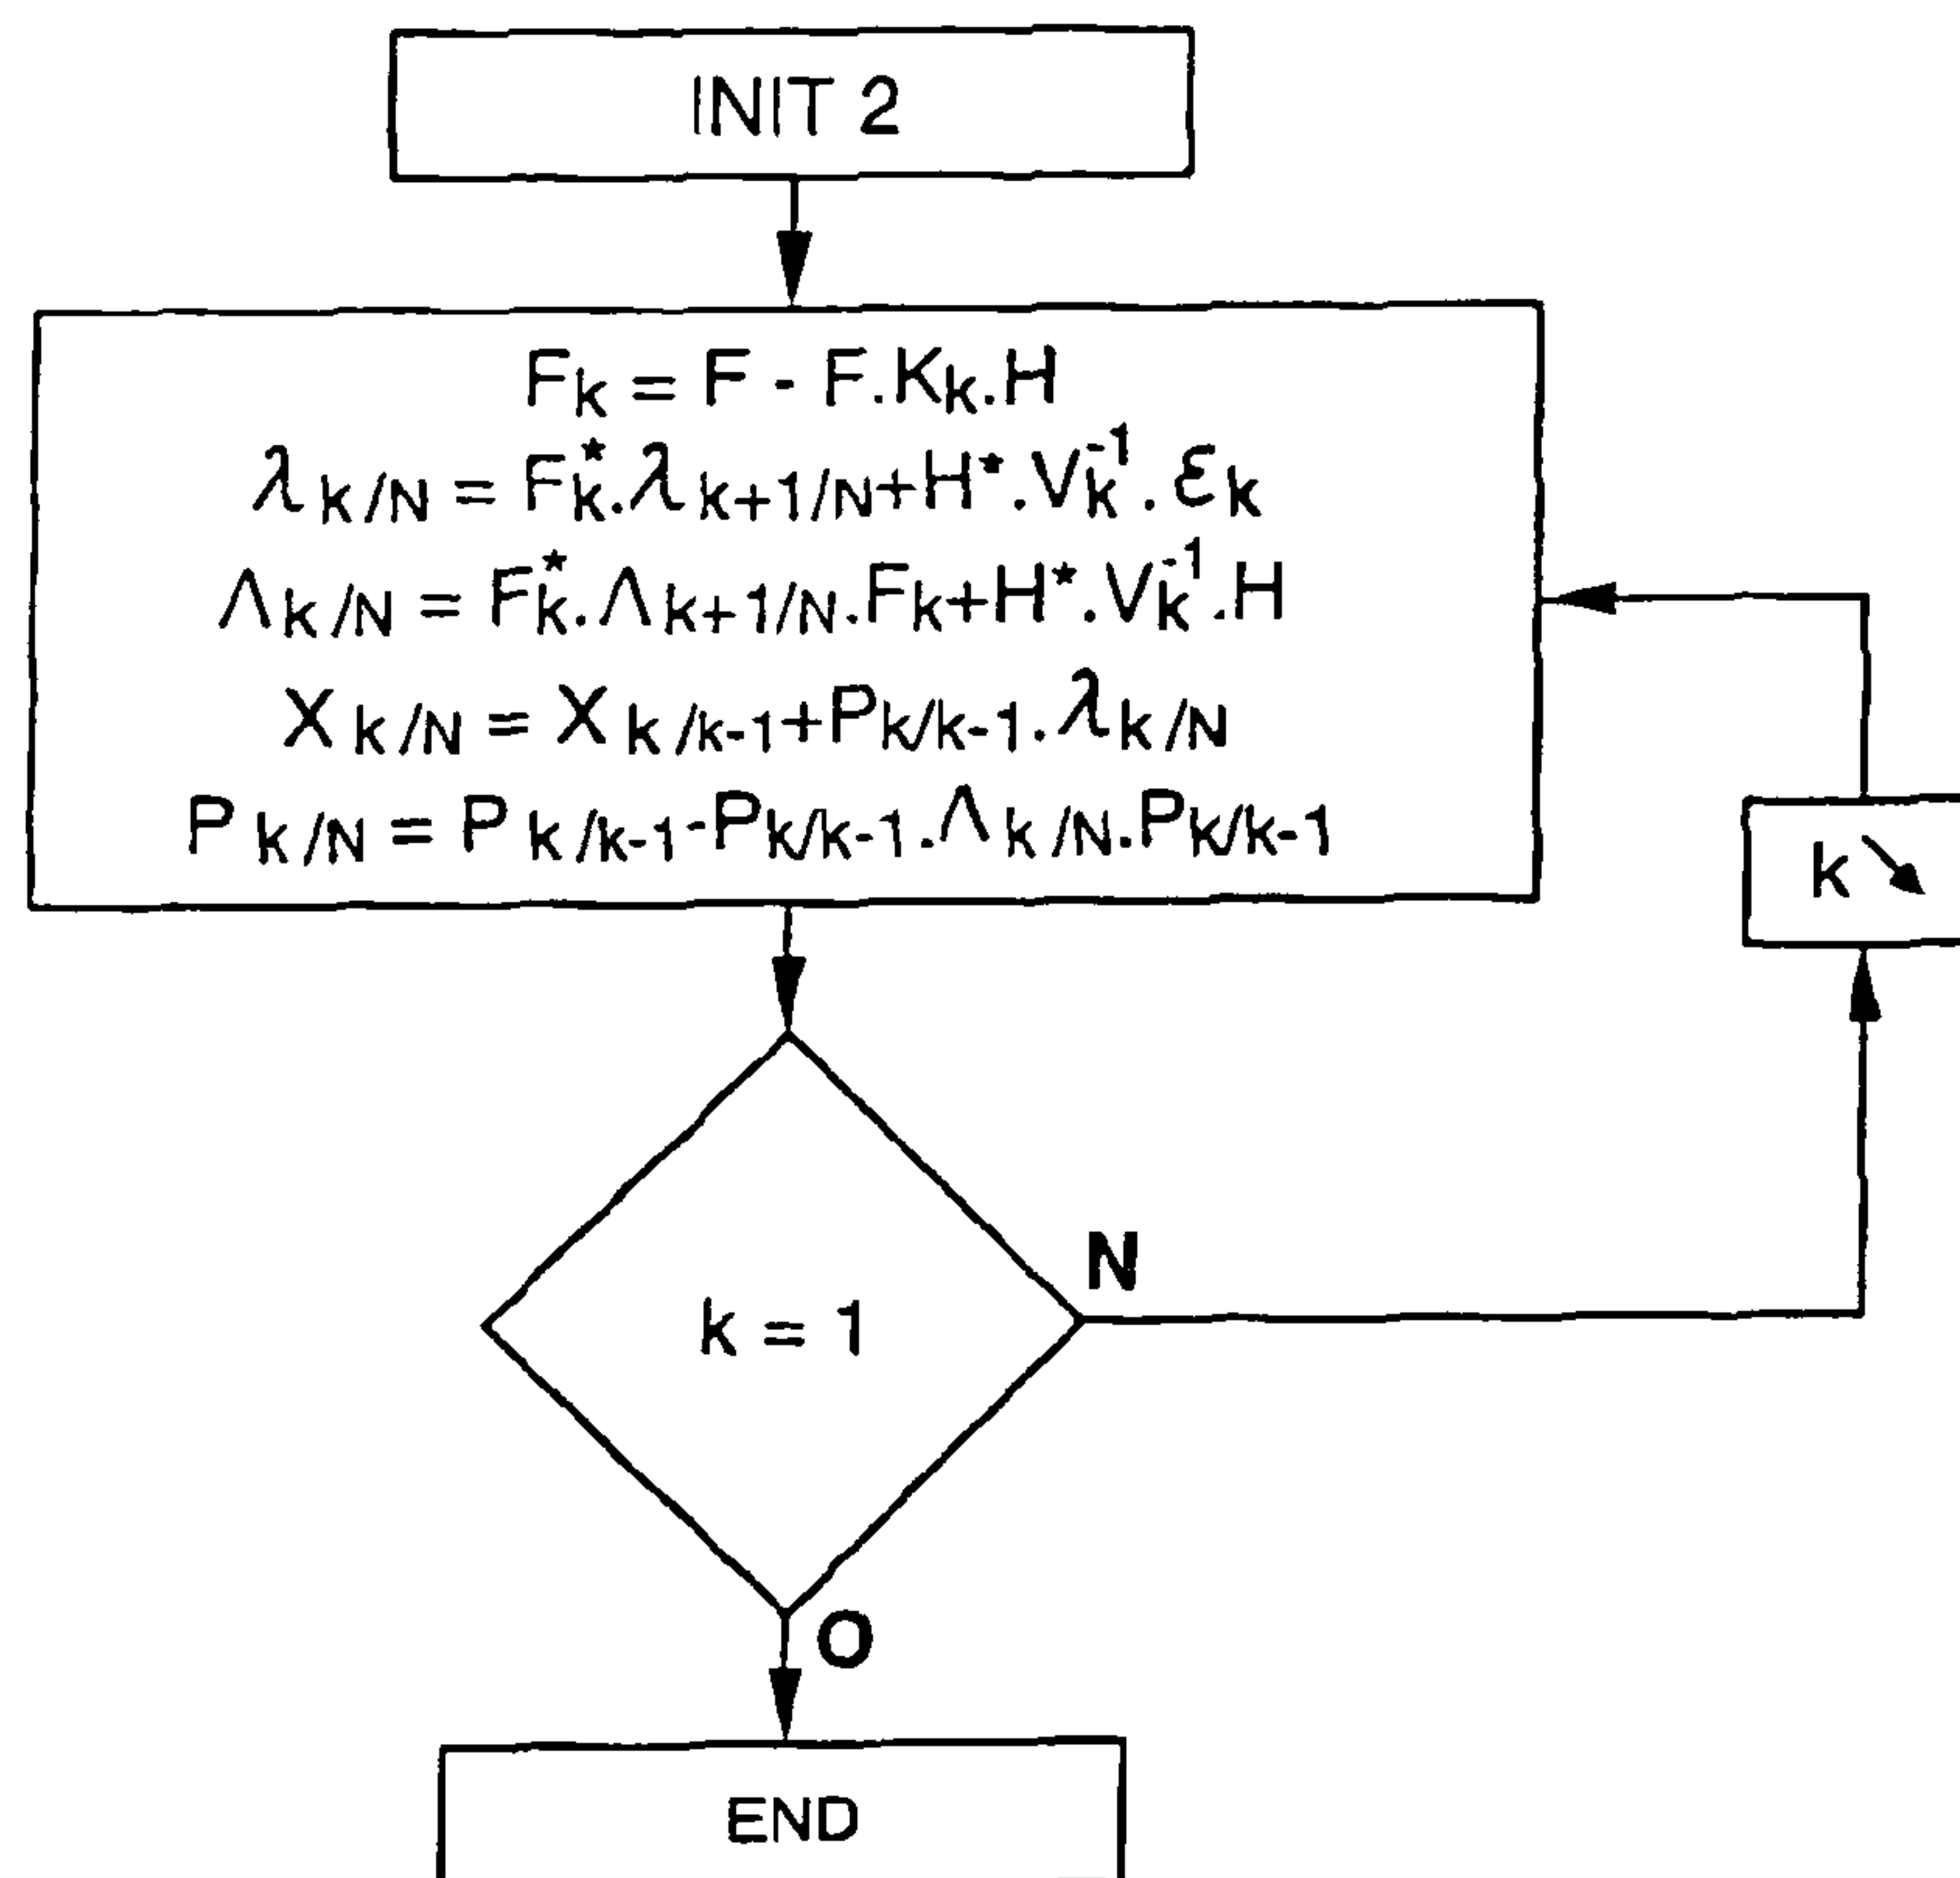 INIT 2
Fk = F - F.Kk.H
λk/N = Fk*.λk+1/N+H*.Vk-1.εk
Λk/N = Fk*.Λk+1/N.Fk+H*.Vk-1.H
Xk/N = Xk/k-1+Pk/k-1.λk/N
Pk/N = Pk/k-1-Pk/k-1.Λk/N.Pk/k-1
k ↘
N
k = 1
O
END